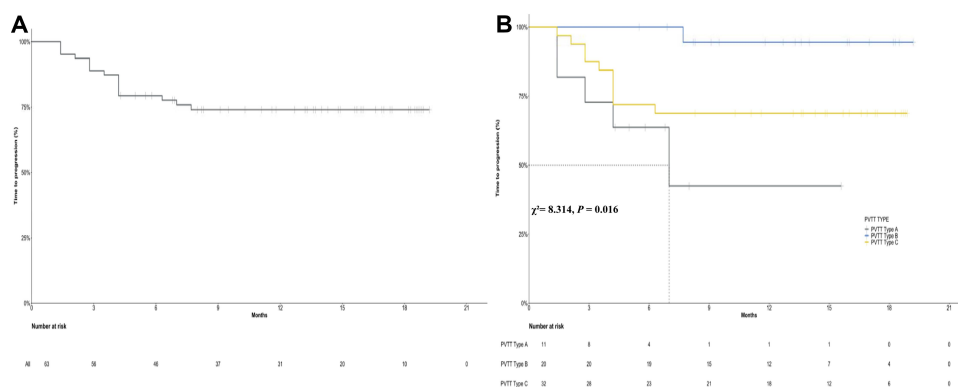 A
Time to progression (%)
100%
75%
50%
25%
0%
0 3 6 9 12 15 18 21
Months
Number at risk
All 63 56 46 37 31 20 10 0
B
Time to progression (%)
100%
75%
50%
25%
0%
χ²= 8.314, P = 0.016
PVTT TYPE
PVTT Type A
PVTT Type B
PVTT Type C
0 3 6 9 12 15 18 21
Months
Number at risk
PVTT Type A 11 8 4 1 1 1 0 0
PVTT Type B 20 20 19 15 12 7 4 0
PVTT Type C 32 28 23 21 18 12 6 0